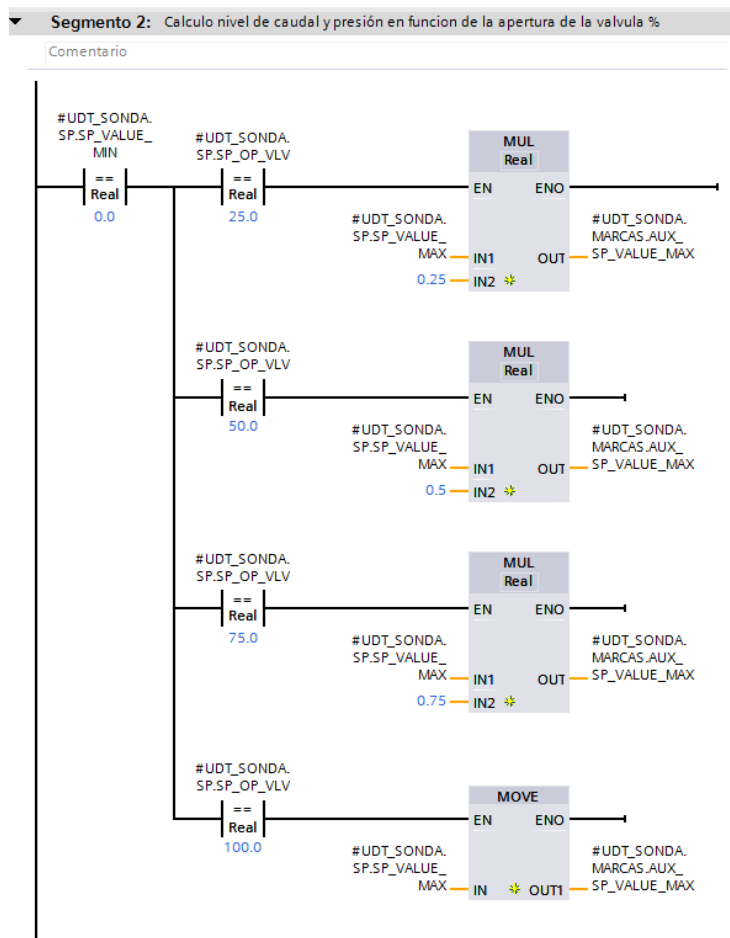 Segmento 2: Calculo nivel de caudal y presión en funcion de la apertura de la valvula %
Comentario
#UDT_SONDA.
SP.SP_VALUE_
MIN
==
Real
0.0
#UDT_SONDA.
SP.SP_OP_VLV
==
Real
25.0
MUL
Real
EN ENO
#UDT_SONDA.
SP.SP_VALUE_
MAX
IN1
0.25
IN2
OUT
#UDT_SONDA.
MARCAS.AUX_
SP_VALUE_MAX
#UDT_SONDA.
SP.SP_OP_VLV
==
Real
50.0
MUL
Real
EN ENO
#UDT_SONDA.
SP.SP_VALUE_
MAX
IN1
0.5
IN2
OUT
#UDT_SONDA.
MARCAS.AUX_
SP_VALUE_MAX
#UDT_SONDA.
SP.SP_OP_VLV
==
Real
75.0
MUL
Real
EN ENO
#UDT_SONDA.
SP.SP_VALUE_
MAX
IN1
0.75
IN2
OUT
#UDT_SONDA.
MARCAS.AUX_
SP_VALUE_MAX
#UDT_SONDA.
SP.SP_OP_VLV
==
Real
100.0
MOVE
EN ENO
#UDT_SONDA.
SP.SP_VALUE_
MAX
IN
OUT1
#UDT_SONDA.
MARCAS.AUX_
SP_VALUE_MAX